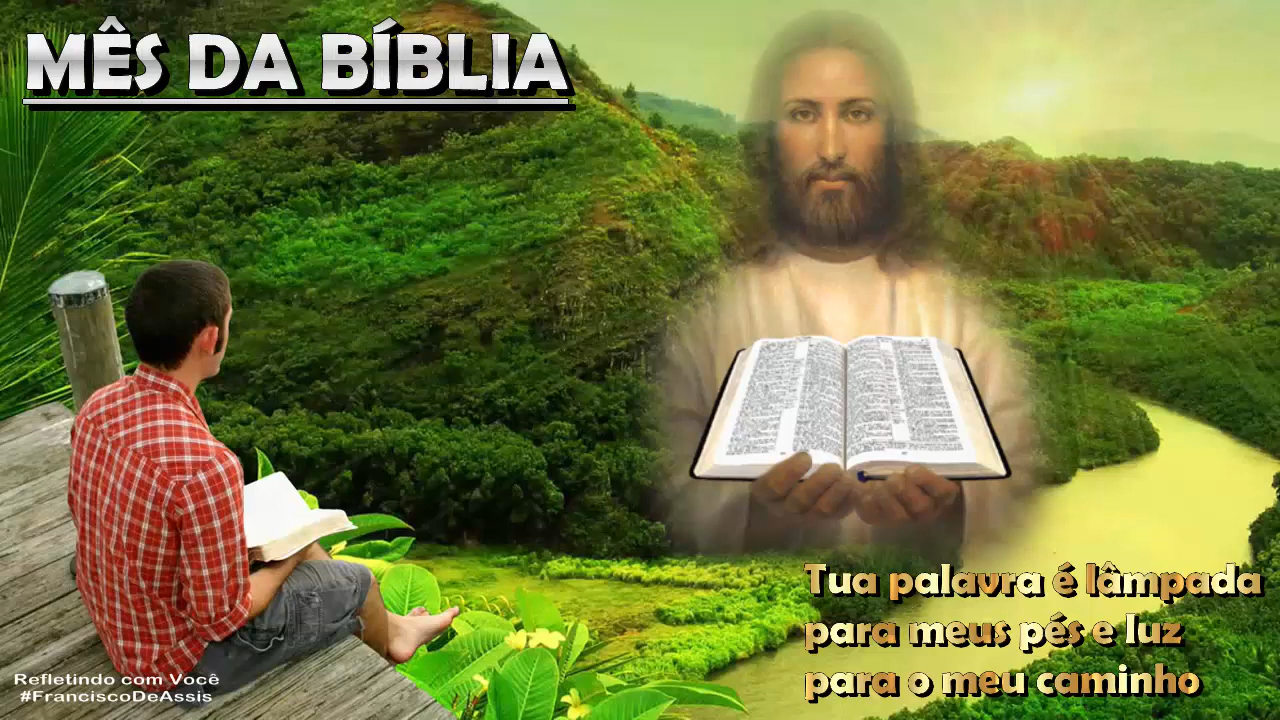 MÊS DA BÍBLIA
Tua palavra é lâmpada
para meus pés e luz
para o meu caminho
Refletindo com Você
#FranciscoDeAssis